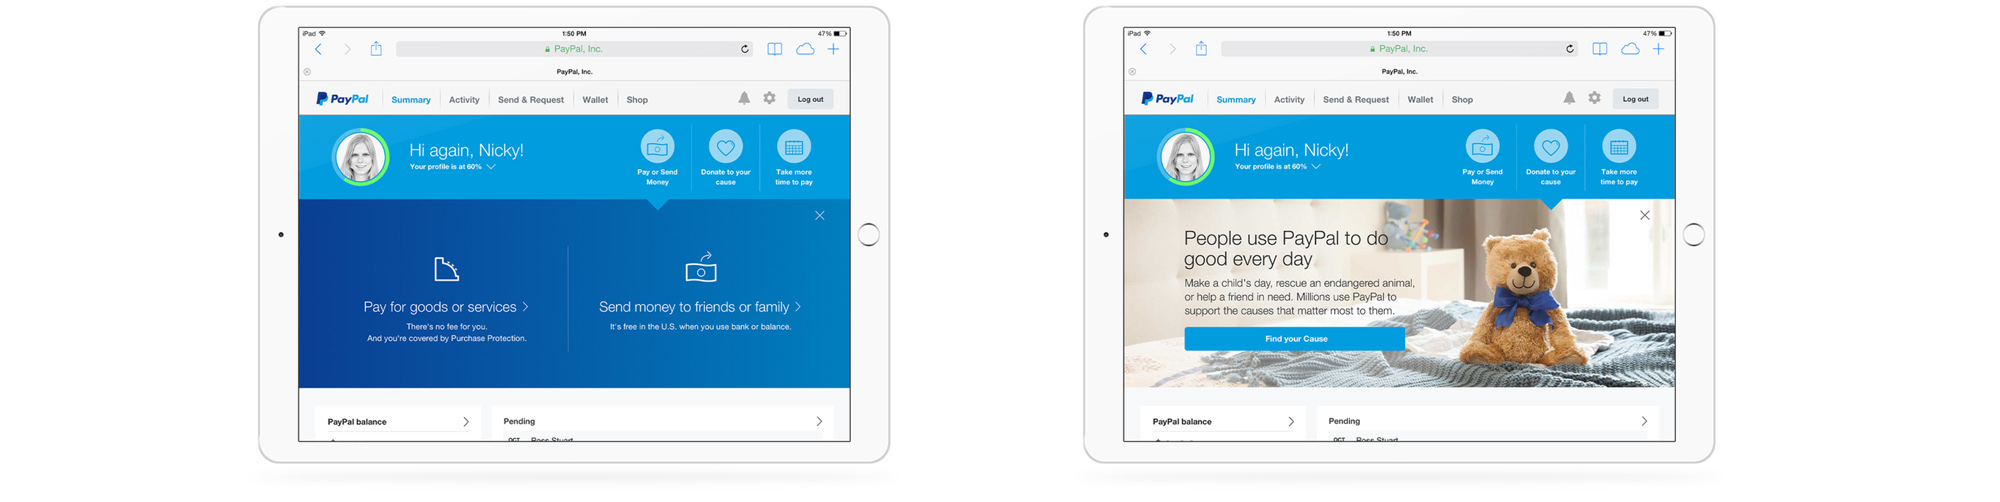 iPad
1:50 PM
47%
PayPal, Inc.
PayPal, Inc.
PayPal
Summary
Activity
Send & Request
Wallet
Shop
Log out
Hi again, Nicky!
Your profile is at 60%
Pay or Send
Money
Donate to your
cause
Take more
time to pay
Pay for goods or services
There's no fee for you.
And you're covered by Purchase Protection.
Send money to friends or family
It's free in the U.S. when you use bank or balance.
PayPal balance
Pending
OCT
Ross Stuart
iPad
1:50 PM
47%
PayPal, Inc.
PayPal, Inc.
PayPal
Summary
Activity
Send & Request
Wallet
Shop
Log out
Hi again, Nicky!
Your profile is at 60%
Pay or Send
Money
Donate to your
cause
Take more
time to pay
People use PayPal to do
good every day
Make a child's day, rescue an endangered animal,
or help a friend in need. Millions use PayPal to
support the causes that matter most to them.
Find your Cause
PayPal balance
Pending
OCT
Ross Stuart